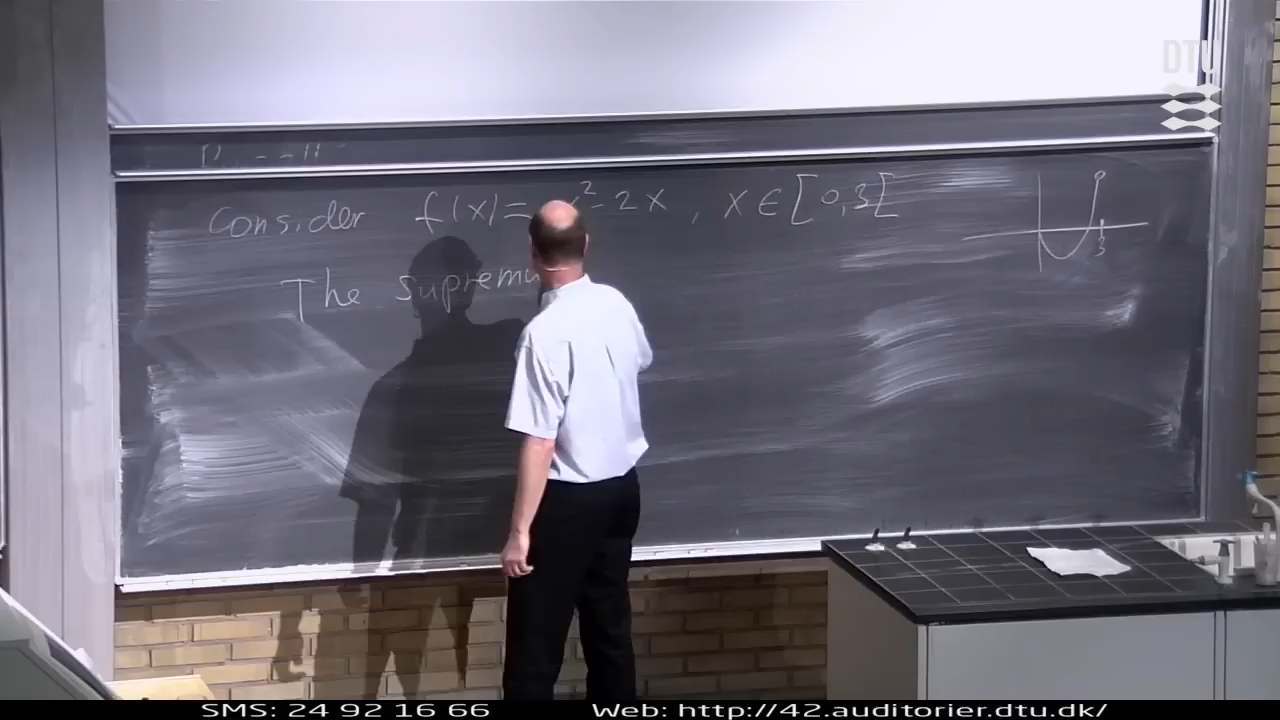 Consider f(x)=x²-2x, x∈[0,3[
3
The supremu
DTU
SMS: 24 92 16 66 Web: http://42.auditorier.dtu.dk/